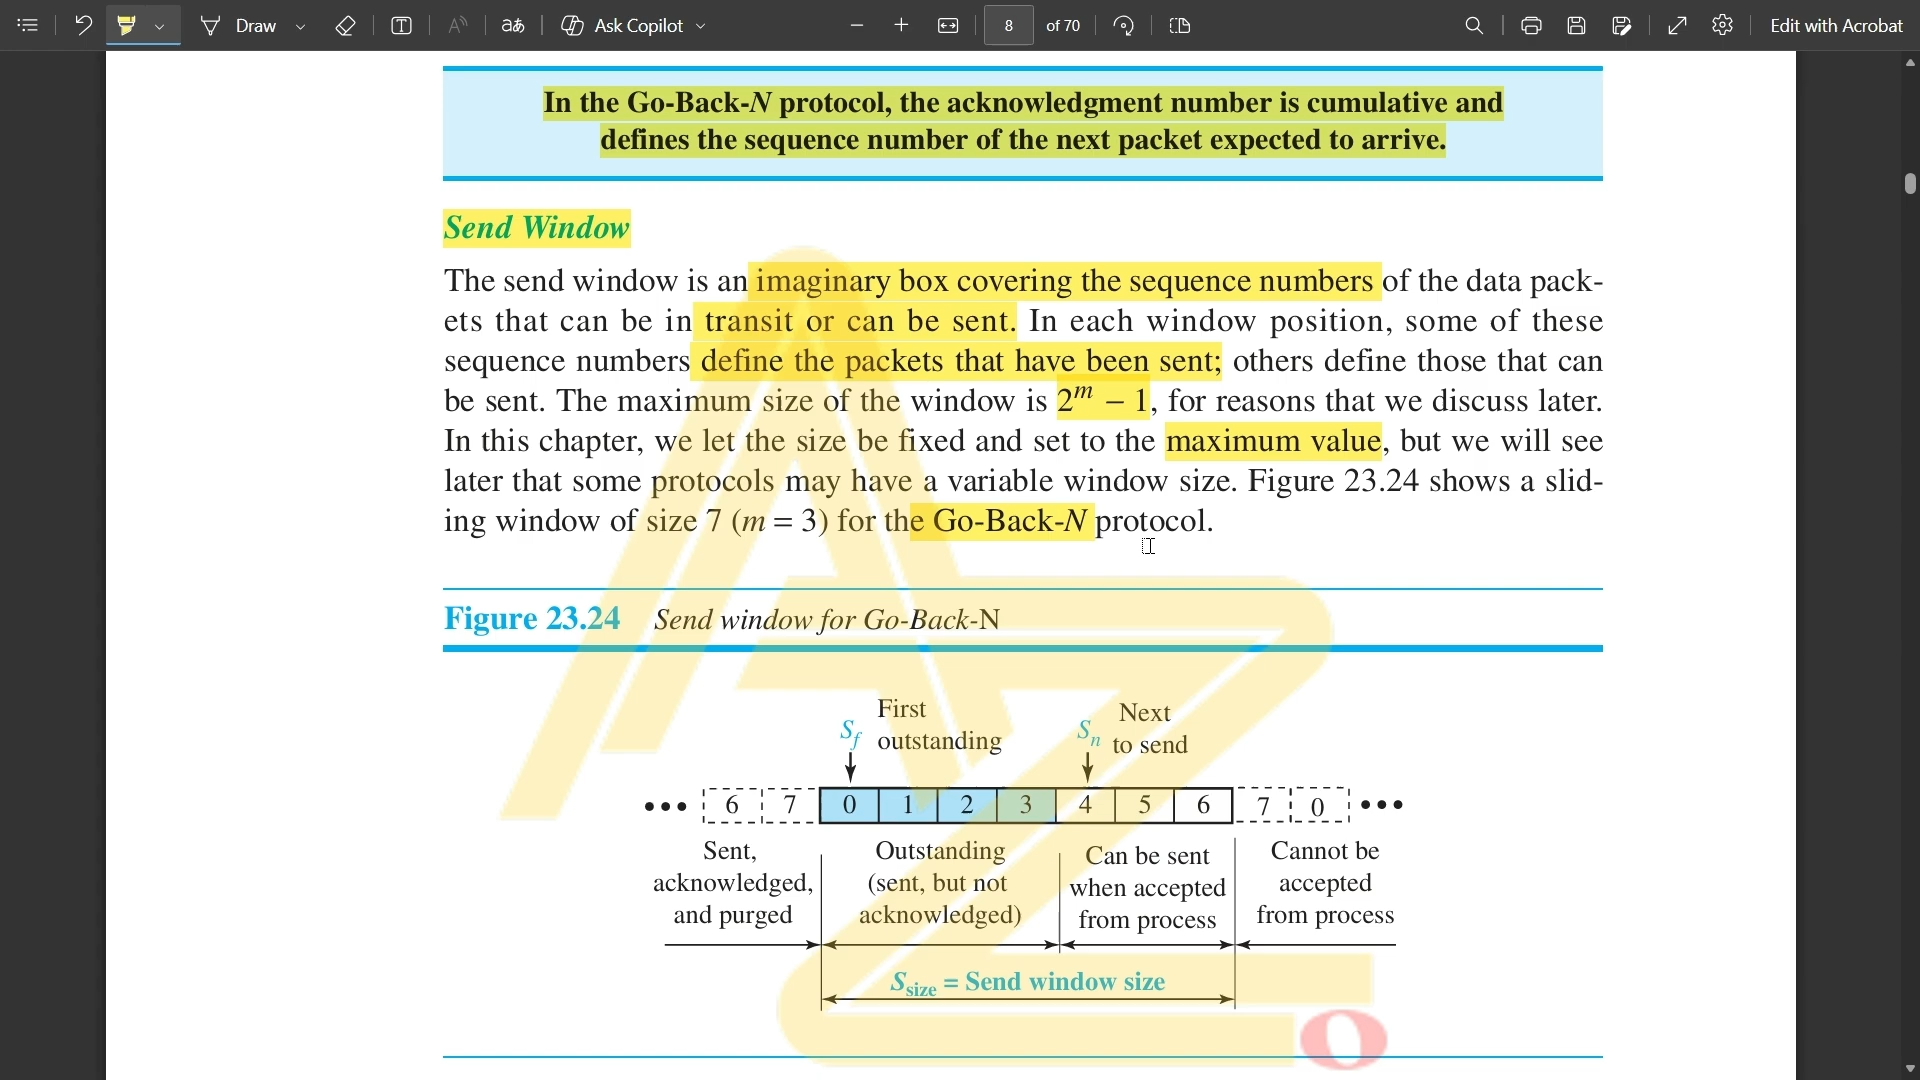 Draw
T
aあ
Ask Copilot
8 of 70
Edit with Acrobat
In the Go-Back-N protocol, the acknowledgment number is cumulative and
defines the sequence number of the next packet expected to arrive.
Send Window
The send window is an imaginary box covering the sequence numbers of the data pack-
ets that can be in transit or can be sent. In each window position, some of these
sequence numbers define the packets that have been sent; others define those that can
be sent. The maximum size of the window is 2^m − 1, for reasons that we discuss later.
In this chapter, we let the size be fixed and set to the maximum value, but we will see
later that some protocols may have a variable window size. Figure 23.24 shows a slid-
ing window of size 7 (m = 3) for the Go-Back-N protocol.
Figure 23.24 Send window for Go-Back-N
Sf First
outstanding
Sn Next
to send
••• 6 7 0 1 2 3 4 5 6 7 0 •••
Sent,
acknowledged,
and purged
Outstanding
(sent, but not
acknowledged)
Can be sent
when accepted
from process
Cannot be
accepted
from process
Ssize = Send window size
AZ
O